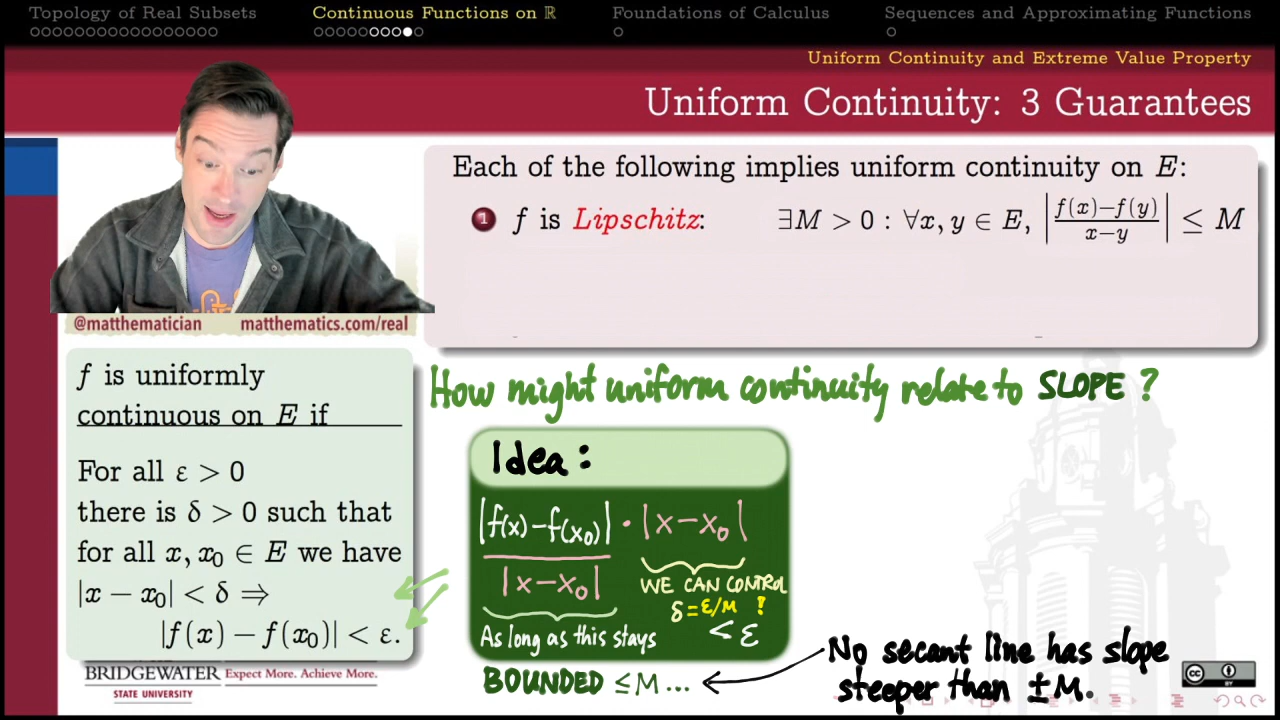 Topology of Real Subsets Continuous Functions on ℝ Foundations of Calculus Sequences and Approximating Functions
Uniform Continuity and Extreme Value Property
Uniform Continuity: 3 Guarantees
Each of the following implies uniform continuity on E:
1 f is Lipschitz: ∃M > 0 : ∀x, y ∈ E, |f(x)−f(y) / x−y| ≤ M
@matthematician matthematics.com/real
f is uniformly
continuous on E if
For all ε > 0
there is δ > 0 such that
for all x, x₀ ∈ E we have
|x − x₀| < δ ⇒
|f(x) − f(x₀)| < ε.
How might uniform continuity relate to SLOPE ?
Idea :
|f(x)−f(x₀)| • |x−x₀|
|x−x₀|
WE CAN CONTROL
δ = ε/M !
< ε
As long as this stays
BOUNDED ≤ M ...
No secant line has slope
steeper than ±M.
BRIDGEWATER Expect More. Achieve More.
STATE UNIVERSITY
cc BY